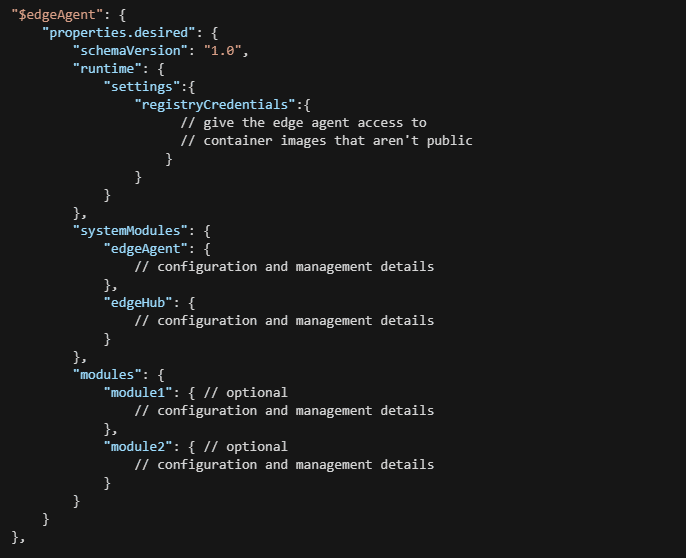 "$edgeAgent": {
    "properties.desired": {
        "schemaVersion": "1.0",
        "runtime": {
            "settings":{
                "registryCredentials":{
                      // give the edge agent access to
                      // container images that aren't public
                    }
                }
            }
        },
        "systemModules": {
            "edgeAgent": {
                // configuration and management details
            },
            "edgeHub": {
                // configuration and management details
            }
        },
        "modules": {
            "module1": { // optional
                // configuration and management details
            },
            "module2": { // optional
                // configuration and management details
            }
        }
    }
},